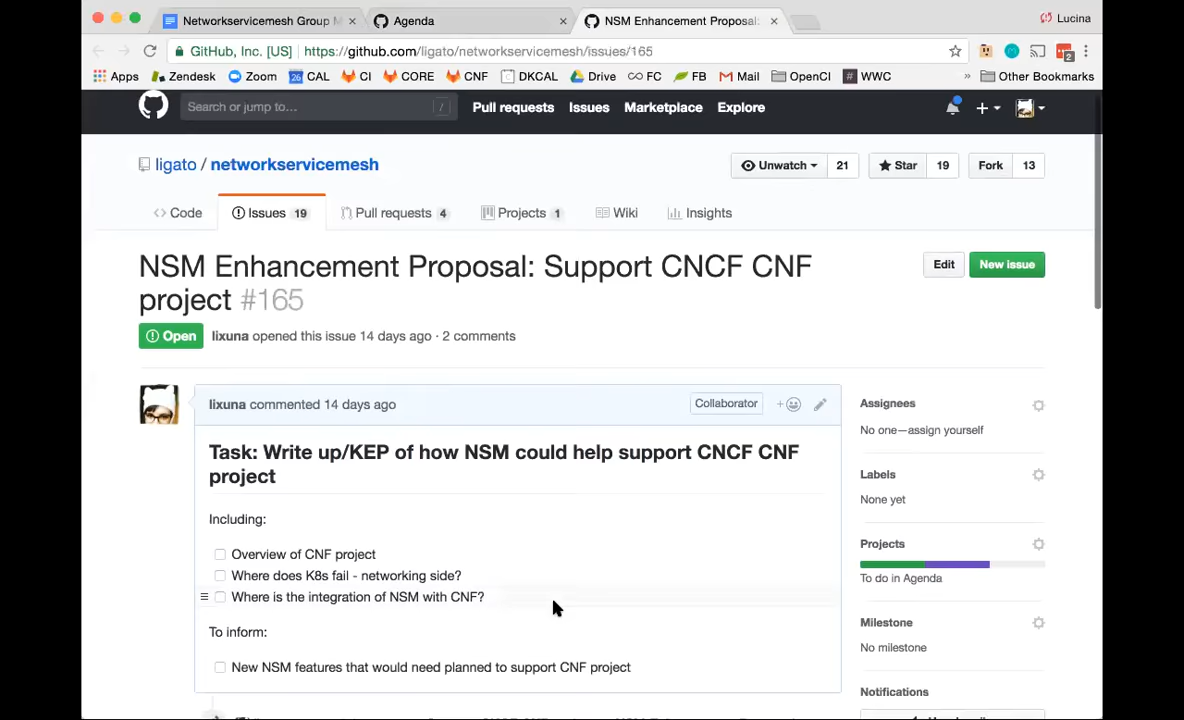 Networkservicemesh Group M
Agenda
NSM Enhancement Proposal:
Lucina
GitHub, Inc. [US]
https://github.com/ligato/networkservicemesh/issues/165
Apps Zendesk Zoom 26 CAL CI CORE CNF DKCAL Drive FC FB Mail OpenCI # WWC » Other Bookmarks
2
Search or jump to… /
Pull requests Issues Marketplace Explore
ligato / networkservicemesh
Unwatch 21 Star 19 Fork 13
Code Issues 19 Pull requests 4 Projects 1 Wiki Insights
NSM Enhancement Proposal: Support CNCF CNF
project #165
Edit New issue
Open lixuna opened this issue 14 days ago · 2 comments
lixuna commented 14 days ago
Collaborator
Task: Write up/KEP of how NSM could help support CNCF CNF
project
Including:
Overview of CNF project
Where does K8s fail - networking side?
Where is the integration of NSM with CNF?
To inform:
New NSM features that would need planned to support CNF project
Assignees
No one—assign yourself
Labels
None yet
Projects
To do in Agenda
Milestone
No milestone
Notifications